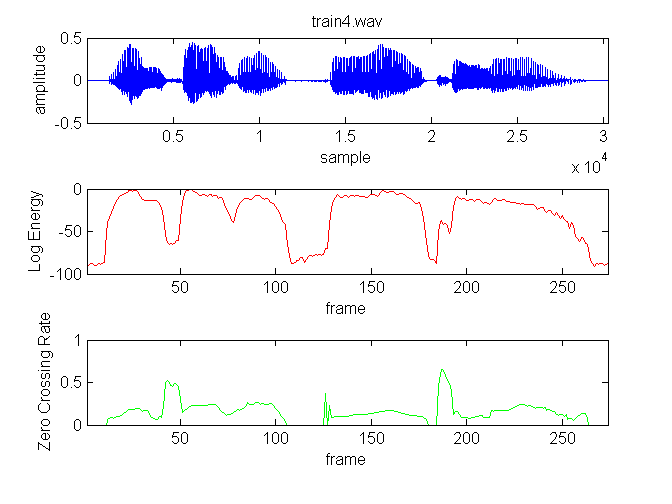 train4.wav
0.5
0
-0.5
amplitude
0.5 1 1.5 2 2.5 3
sample
x 10^4
0
-50
-100
Log Energy
50 100 150 200 250
frame
1
0.5
0
Zero Crossing Rate
50 100 150 200 250
frame